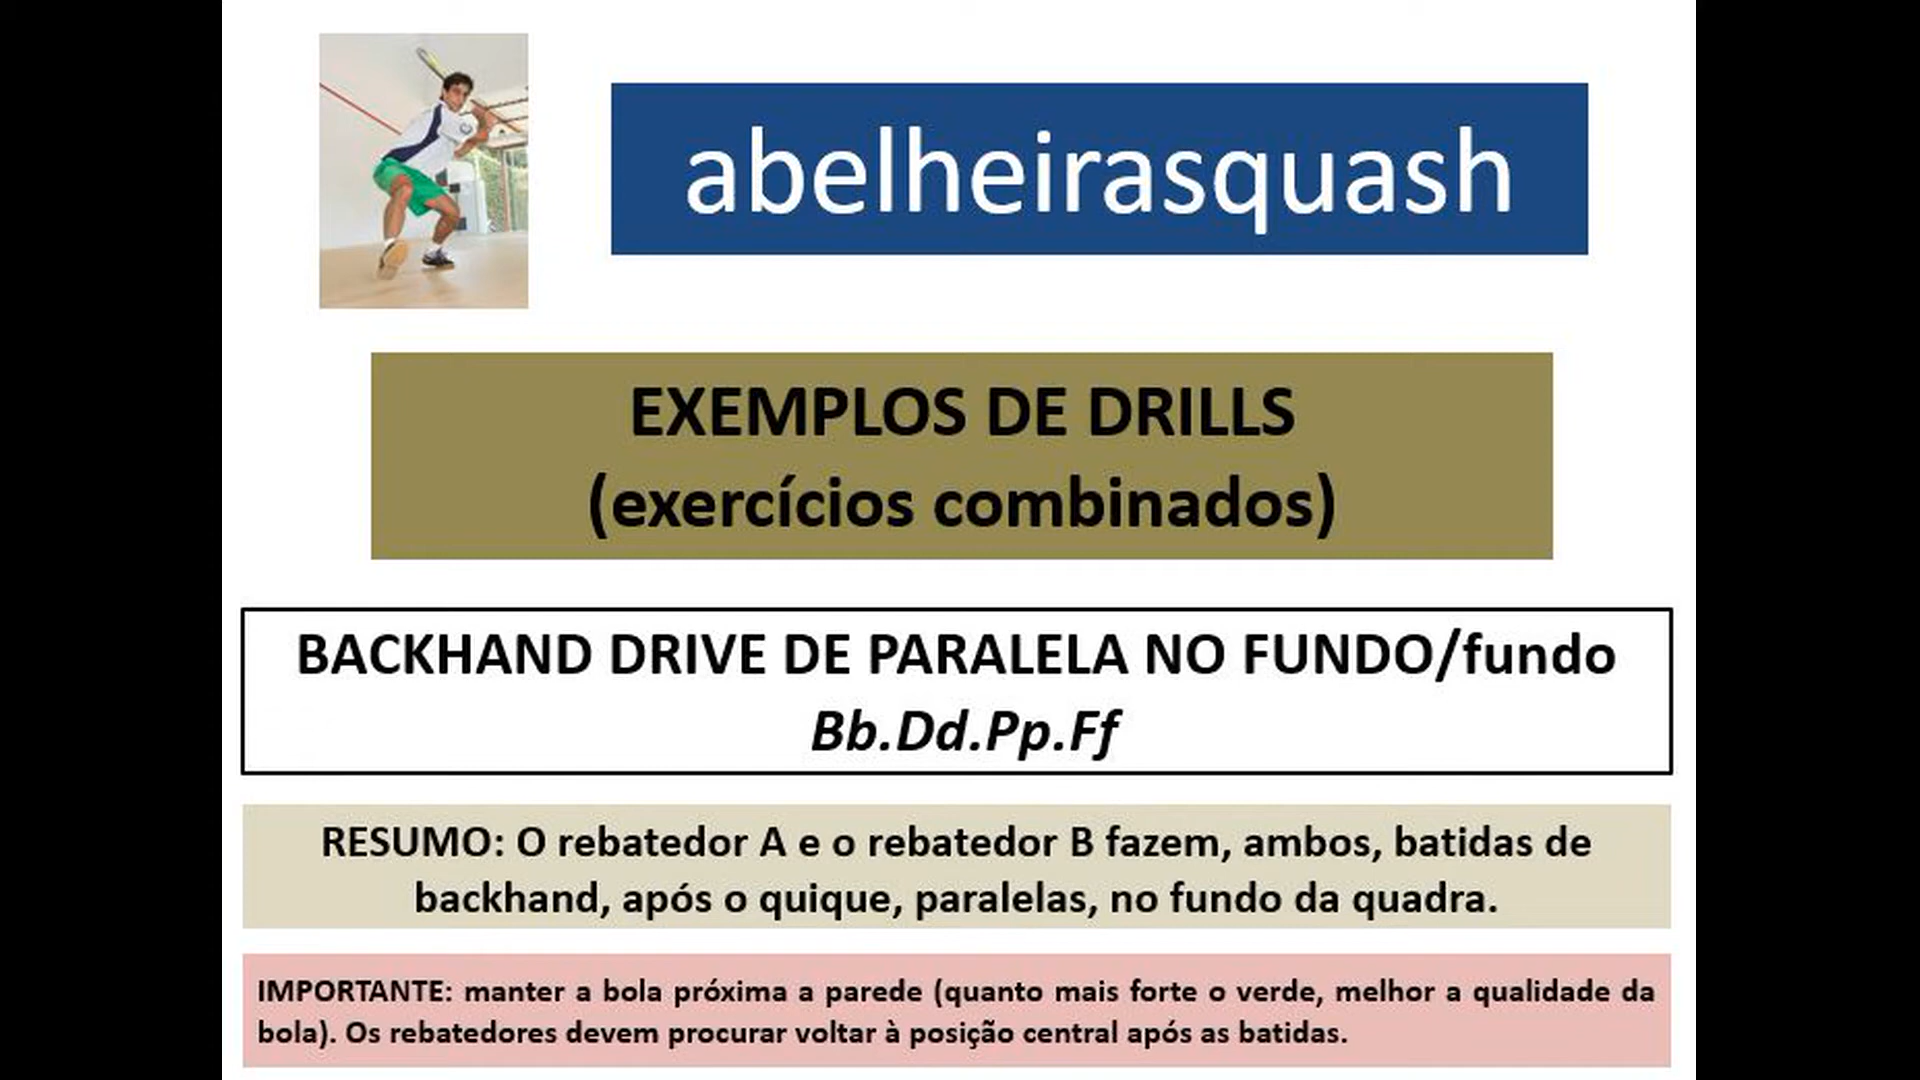 abelheirasquash
EXEMPLOS DE DRILLS
(exercícios combinados)
BACKHAND DRIVE DE PARALELA NO FUNDO/fundo
Bb.Dd.Pp.Ff
RESUMO: O rebatedor A e o rebatedor B fazem, ambos, batidas de
backhand, após o quique, paralelas, no fundo da quadra.
IMPORTANTE: manter a bola próxima a parede (quanto mais forte o verde, melhor a qualidade da
bola). Os rebatedores devem procurar voltar à posição central após as batidas.